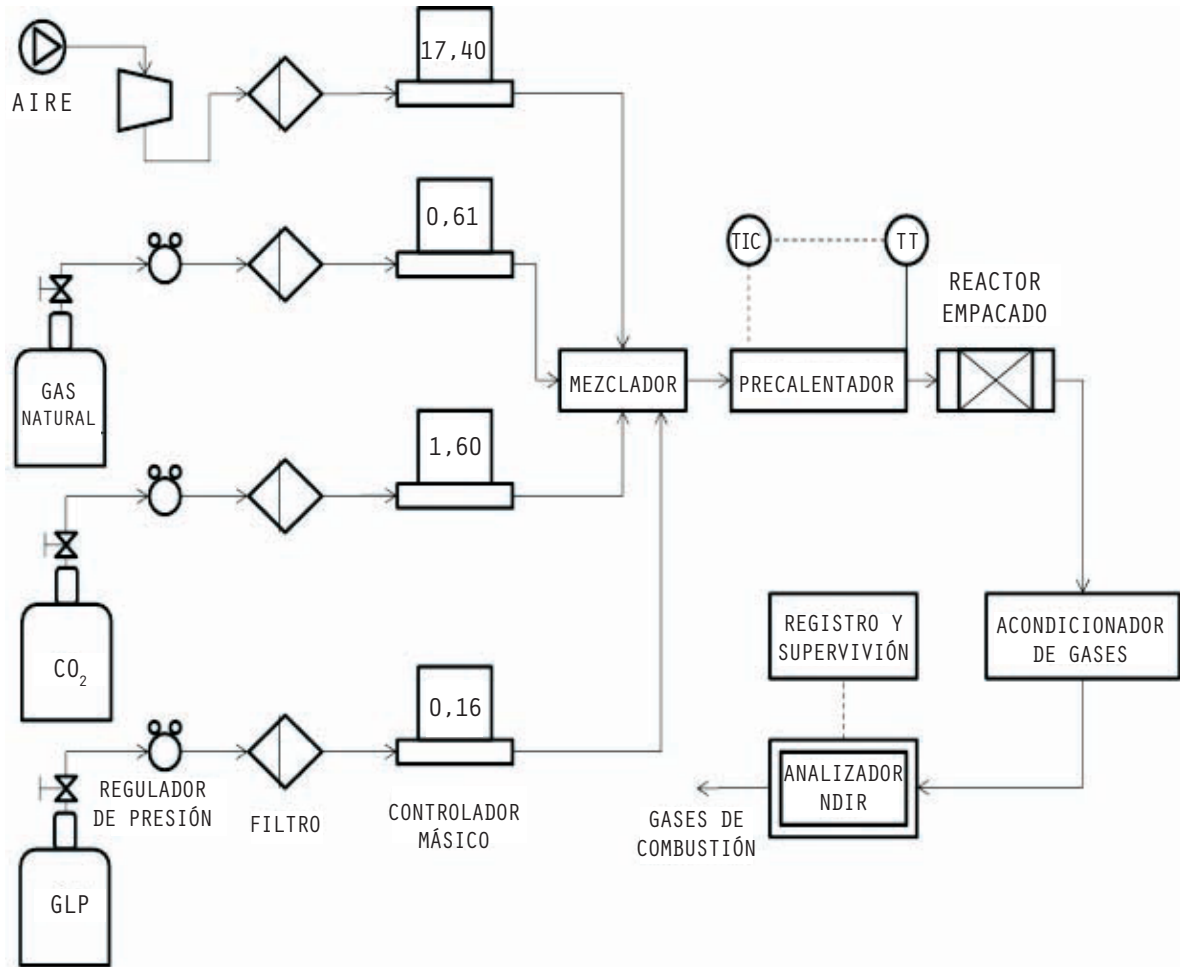 17,40
AIRE
0,61
TIC
TT
REACTOR
EMPACADO
GAS
NATURAL
MEZCLADOR
PRECALENTADOR
1,60
CO₂
REGISTRO Y
SUPERVIVIÓN
ACONDICIONADOR
DE GASES
0,16
REGULADOR
DE PRESIÓN
FILTRO
CONTROLADOR
MÁSICO
GASES DE
COMBUSTIÓN
ANALIZADOR
NDIR
GLP